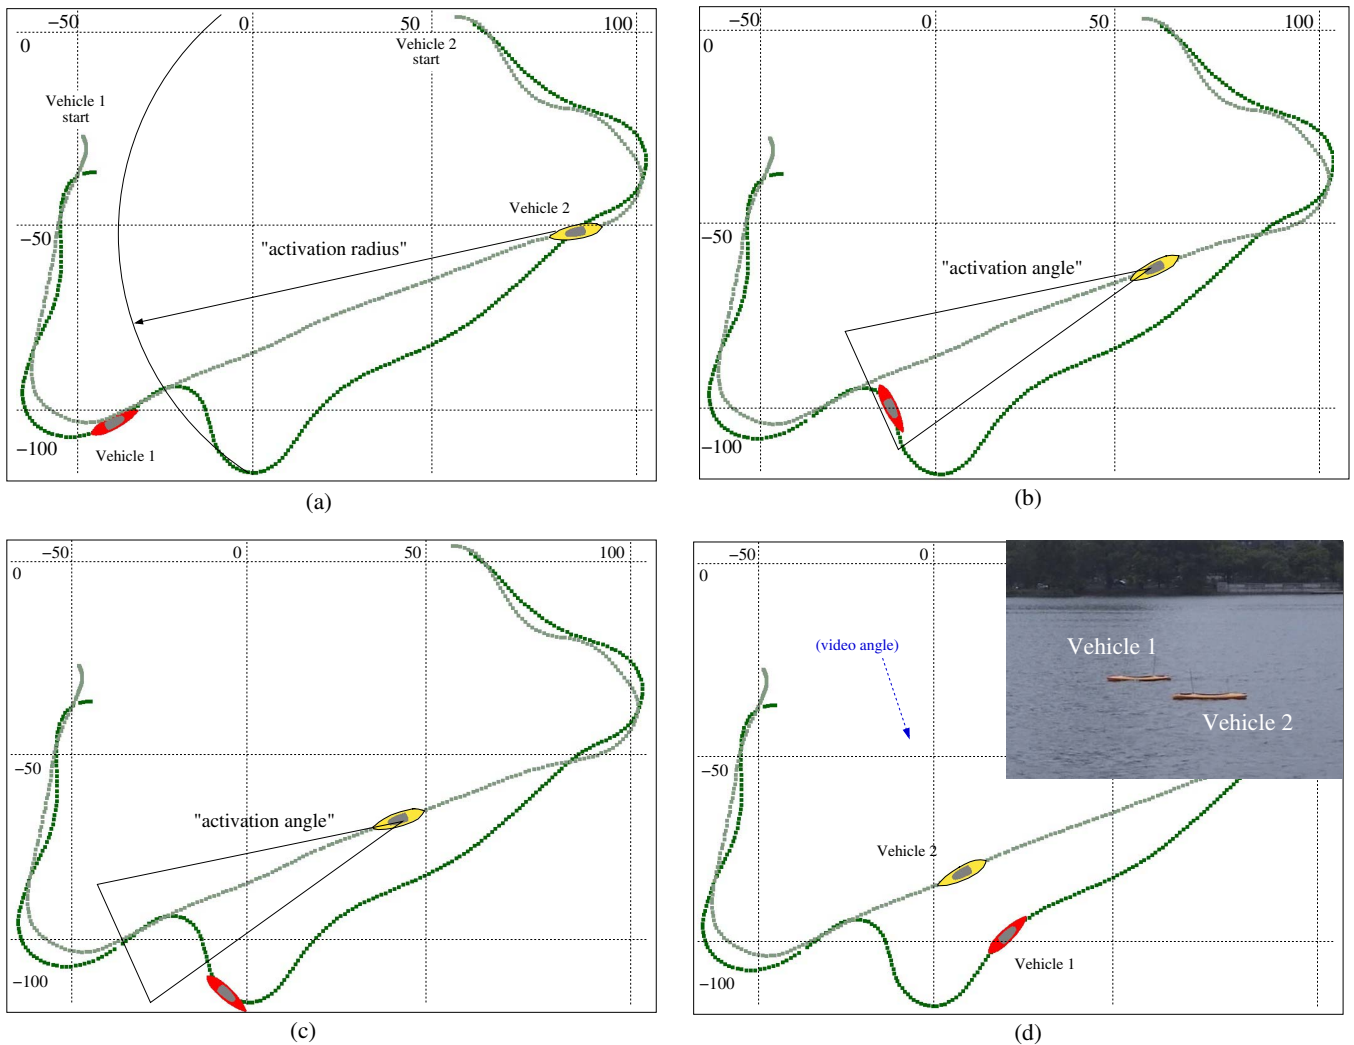 −50
0
50
100
0
Vehicle 2
start
Vehicle 1
start
Vehicle 2
"activation radius"
−50
−100
Vehicle 1
(a)
−50
0
50
100
0
−50
"activation angle"
−100
(b)
−50
0
50
100
0
−50
"activation angle"
−100
(c)
−50
0
0
(video angle)
Vehicle 1
Vehicle 2
−50
Vehicle 2
Vehicle 1
−100
(d)